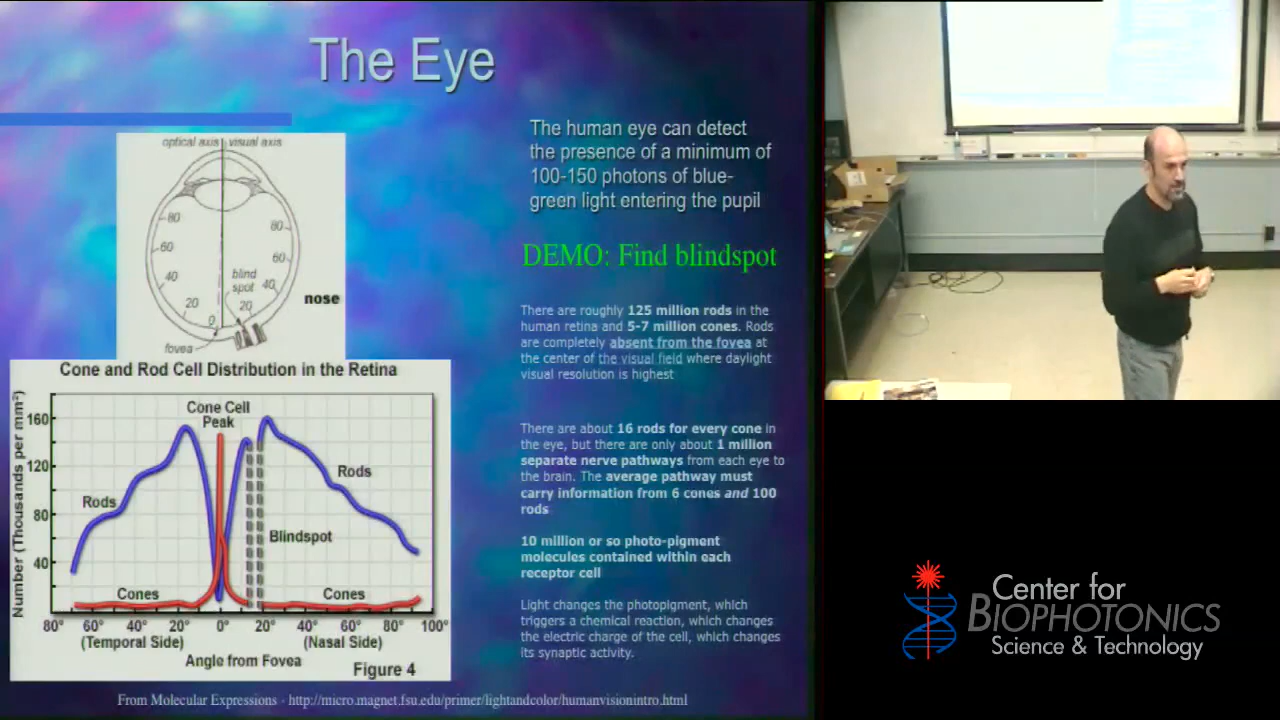 The Eye
optical axis visual axis
80
80
60
60
40
40
blind
spot
20
20
0
nose
fovea
The human eye can detect
the presence of a minimum of
100-150 photons of blue-
green light entering the pupil
DEMO: Find blindspot
There are roughly 125 million rods in the
human retina and 5-7 million cones. Rods
are completely absent from the fovea at
the center of the visual field where daylight
visual resolution is highest
There are about 16 rods for every cone in
the eye, but there are only about 1 million
separate nerve pathways from each eye to
the brain. The average pathway must
carry information from 6 cones and 100
rods
10 million or so photo-pigment
molecules contained within each
receptor cell
Light changes the photopigment, which
triggers a chemical reaction, which changes
the electric charge of the cell, which changes
its synaptic activity.
Cone and Rod Cell Distribution in the Retina
Number (Thousands per mm²)
160
120
80
40
Cone Cell
Peak
Rods
Rods
Blindspot
Cones
Cones
80° 60° 40° 20° 0° 20° 40° 60° 80° 100°
(Temporal Side)
(Nasal Side)
Angle from Fovea
Figure 4
From Molecular Expressions - http://micro.magnet.fsu.edu/primer/lightandcolor/humanvisionintro.html
Center for
BIOPHOTONICS
Science & Technology